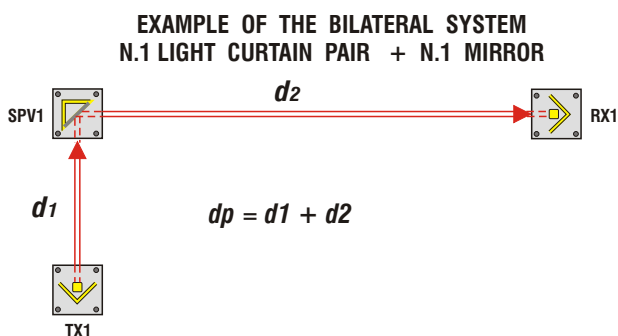 EXAMPLE OF THE BILATERAL SYSTEM
N.1 LIGHT CURTAIN PAIR + N.1 MIRROR
d2
SPV1
RX1
d1
dp = d1 + d2
TX1